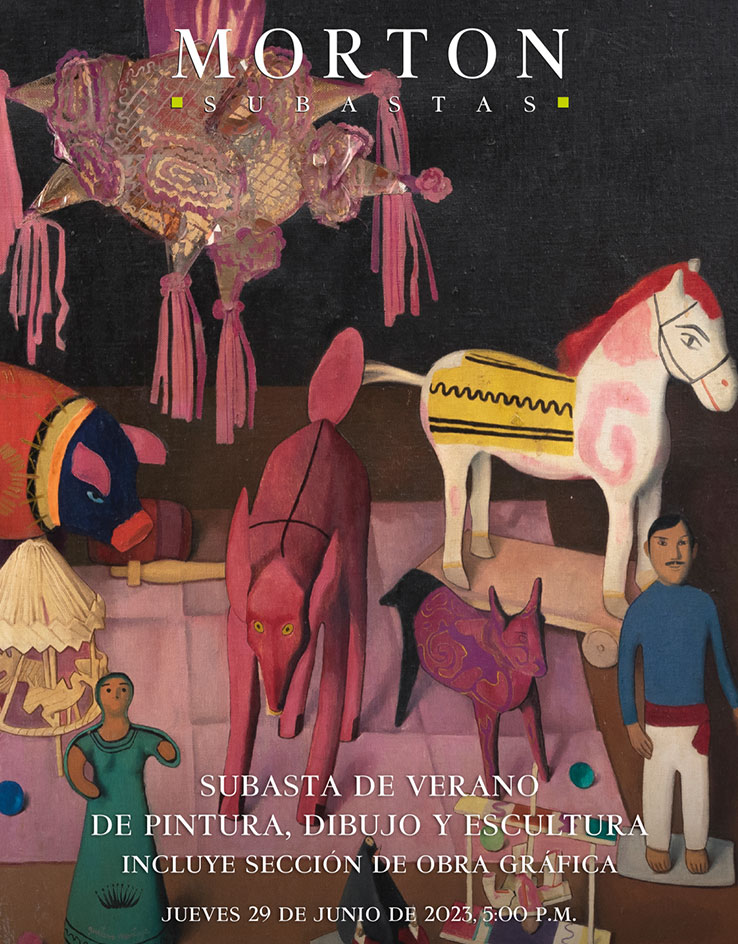 MORTON
SUBASTAS
SUBASTA DE VERANO
DE PINTURA, DIBUJO Y ESCULTURA
INCLUYE SECCIÓN DE OBRA GRÁFICA
JUEVES 29 DE JUNIO DE 2023, 5:00 P.M.